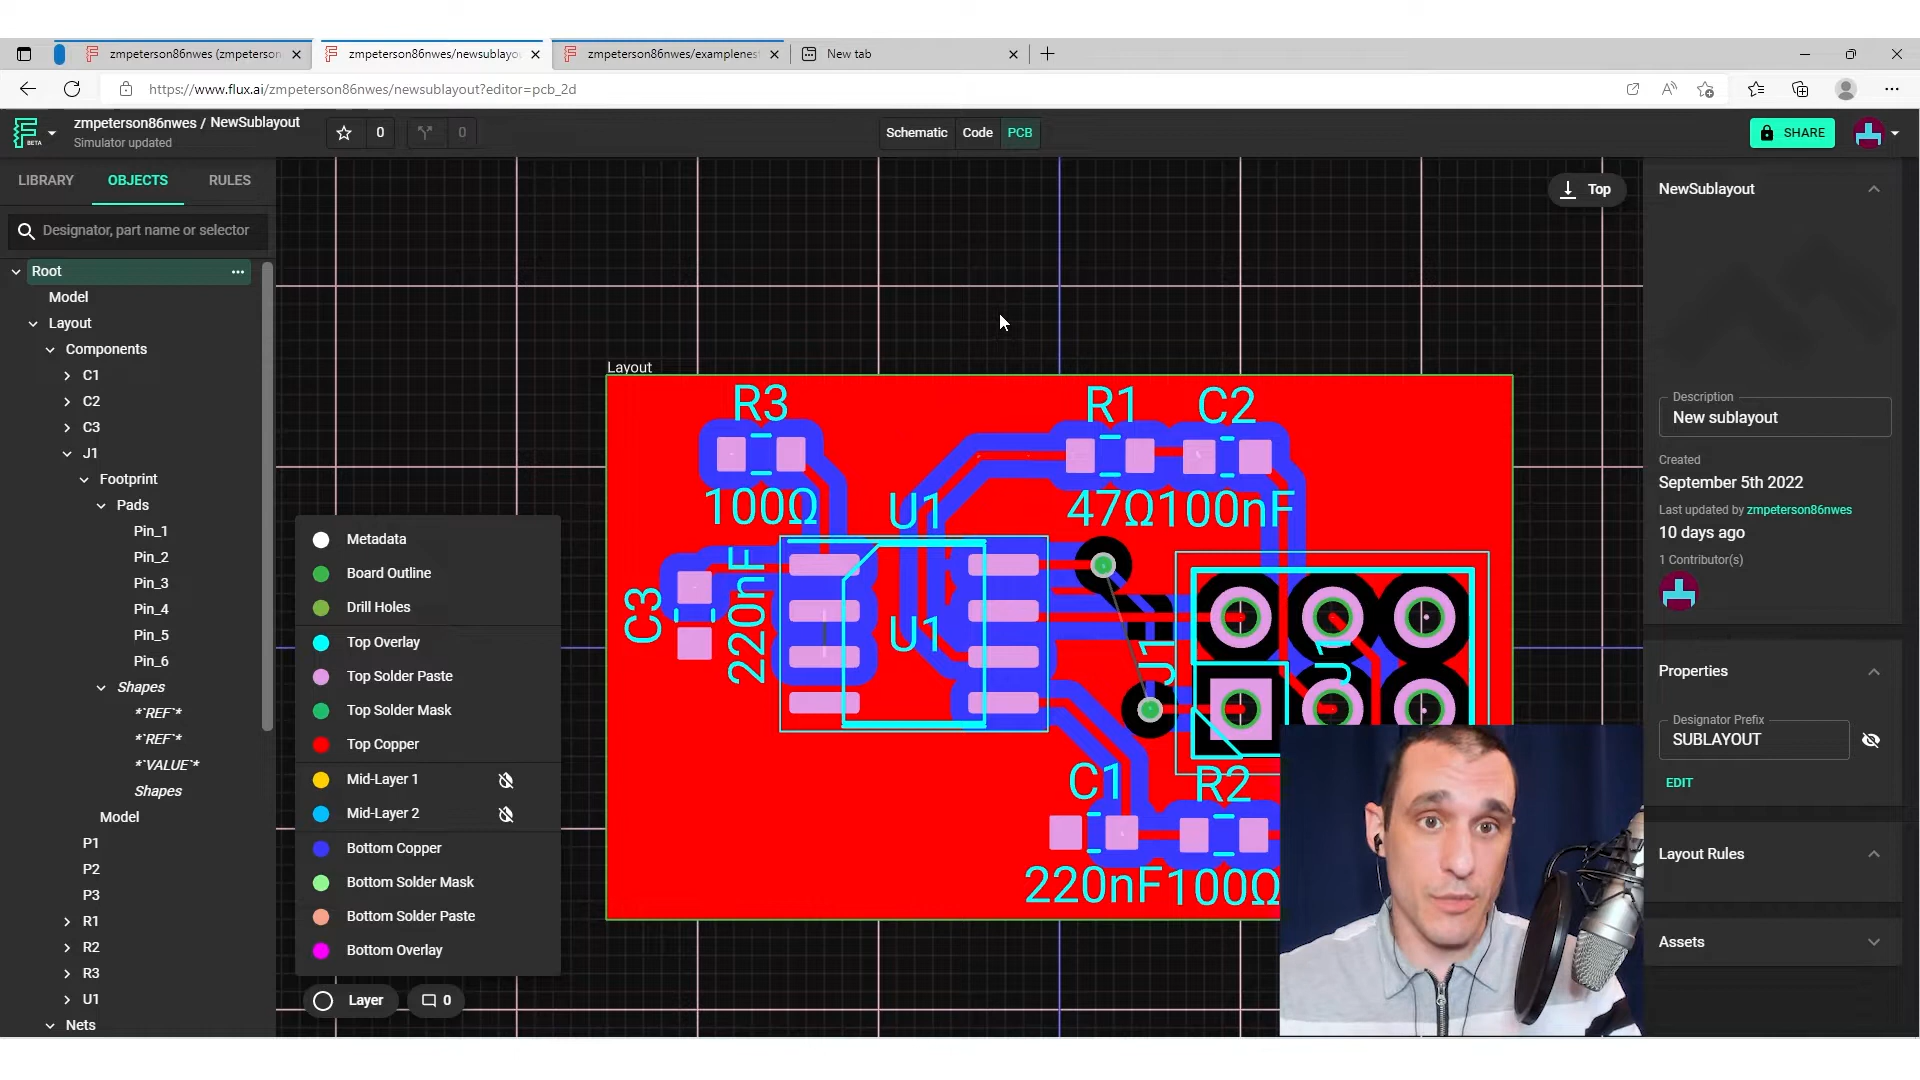 zmpeterson86nwes (zmpeterson
zmpeterson86nwes/newsublayo
zmpeterson86nwes/examplenest
New tab
https://www.flux.ai/zmpeterson86nwes/newsublayout?editor=pcb_2d
BETA
zmpeterson86nwes / NewSublayout
Simulator updated
0
0
Schematic
Code
PCB
SHARE
LIBRARY
OBJECTS
RULES
Designator, part name or selector
Root
Model
Layout
Components
C1
C2
C3
J1
Footprint
Pads
Pin_1
Pin_2
Pin_3
Pin_4
Pin_5
Pin_6
Shapes
*`REF`*
*`REF`*
*`VALUE`*
Shapes
Model
P1
P2
P3
R1
R2
R3
U1
Nets
Metadata
Board Outline
Drill Holes
Top Overlay
Top Solder Paste
Top Solder Mask
Top Copper
Mid-Layer 1
Mid-Layer 2
Bottom Copper
Bottom Solder Mask
Bottom Solder Paste
Bottom Overlay
Layer
0
Top
Layout
R3
100Ω
R1
47Ω
C2
100nF
U1
U1
C3
220nF
J1
J1
C1
220nF
R2
100Ω
NewSublayout
Description
New sublayout
Created
September 5th 2022
Last updated by zmpeterson86nwes
10 days ago
1 Contributor(s)
Properties
Designator Prefix
SUBLAYOUT
EDIT
Layout Rules
Assets